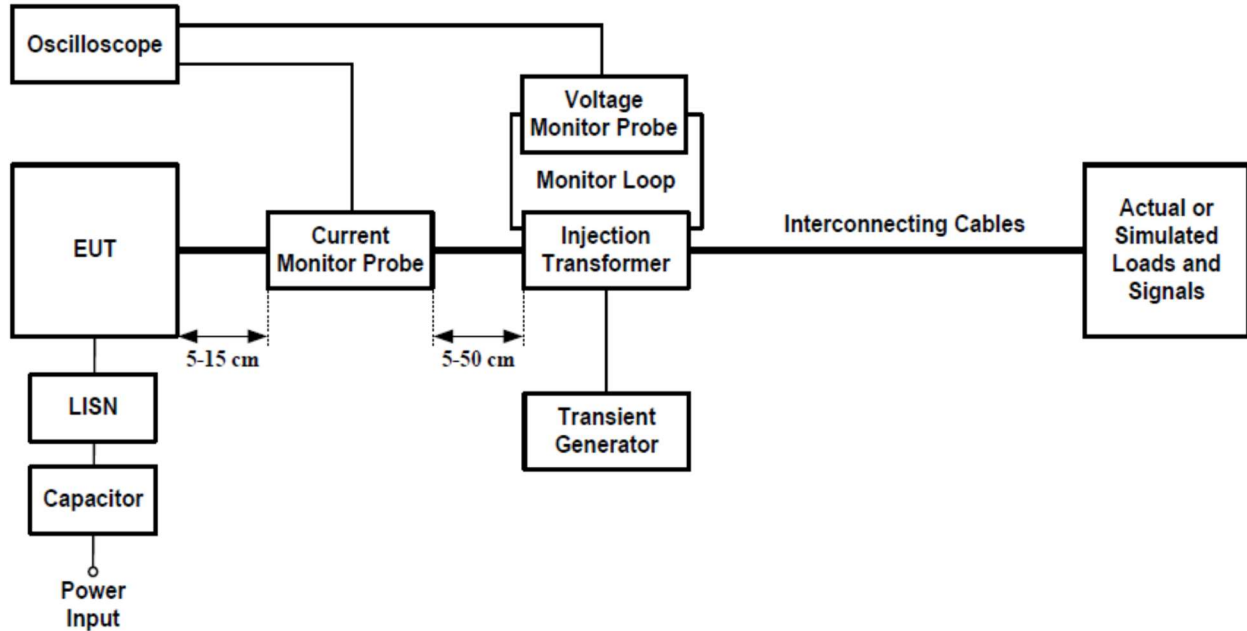 Oscilloscope
Voltage
Monitor Probe
Monitor Loop
EUT
Current
Monitor Probe
Injection
Transformer
Interconnecting Cables
Actual or
Simulated
Loads and
Signals
5-15 cm
5-50 cm
LISN
Transient
Generator
Capacitor
Power
Input